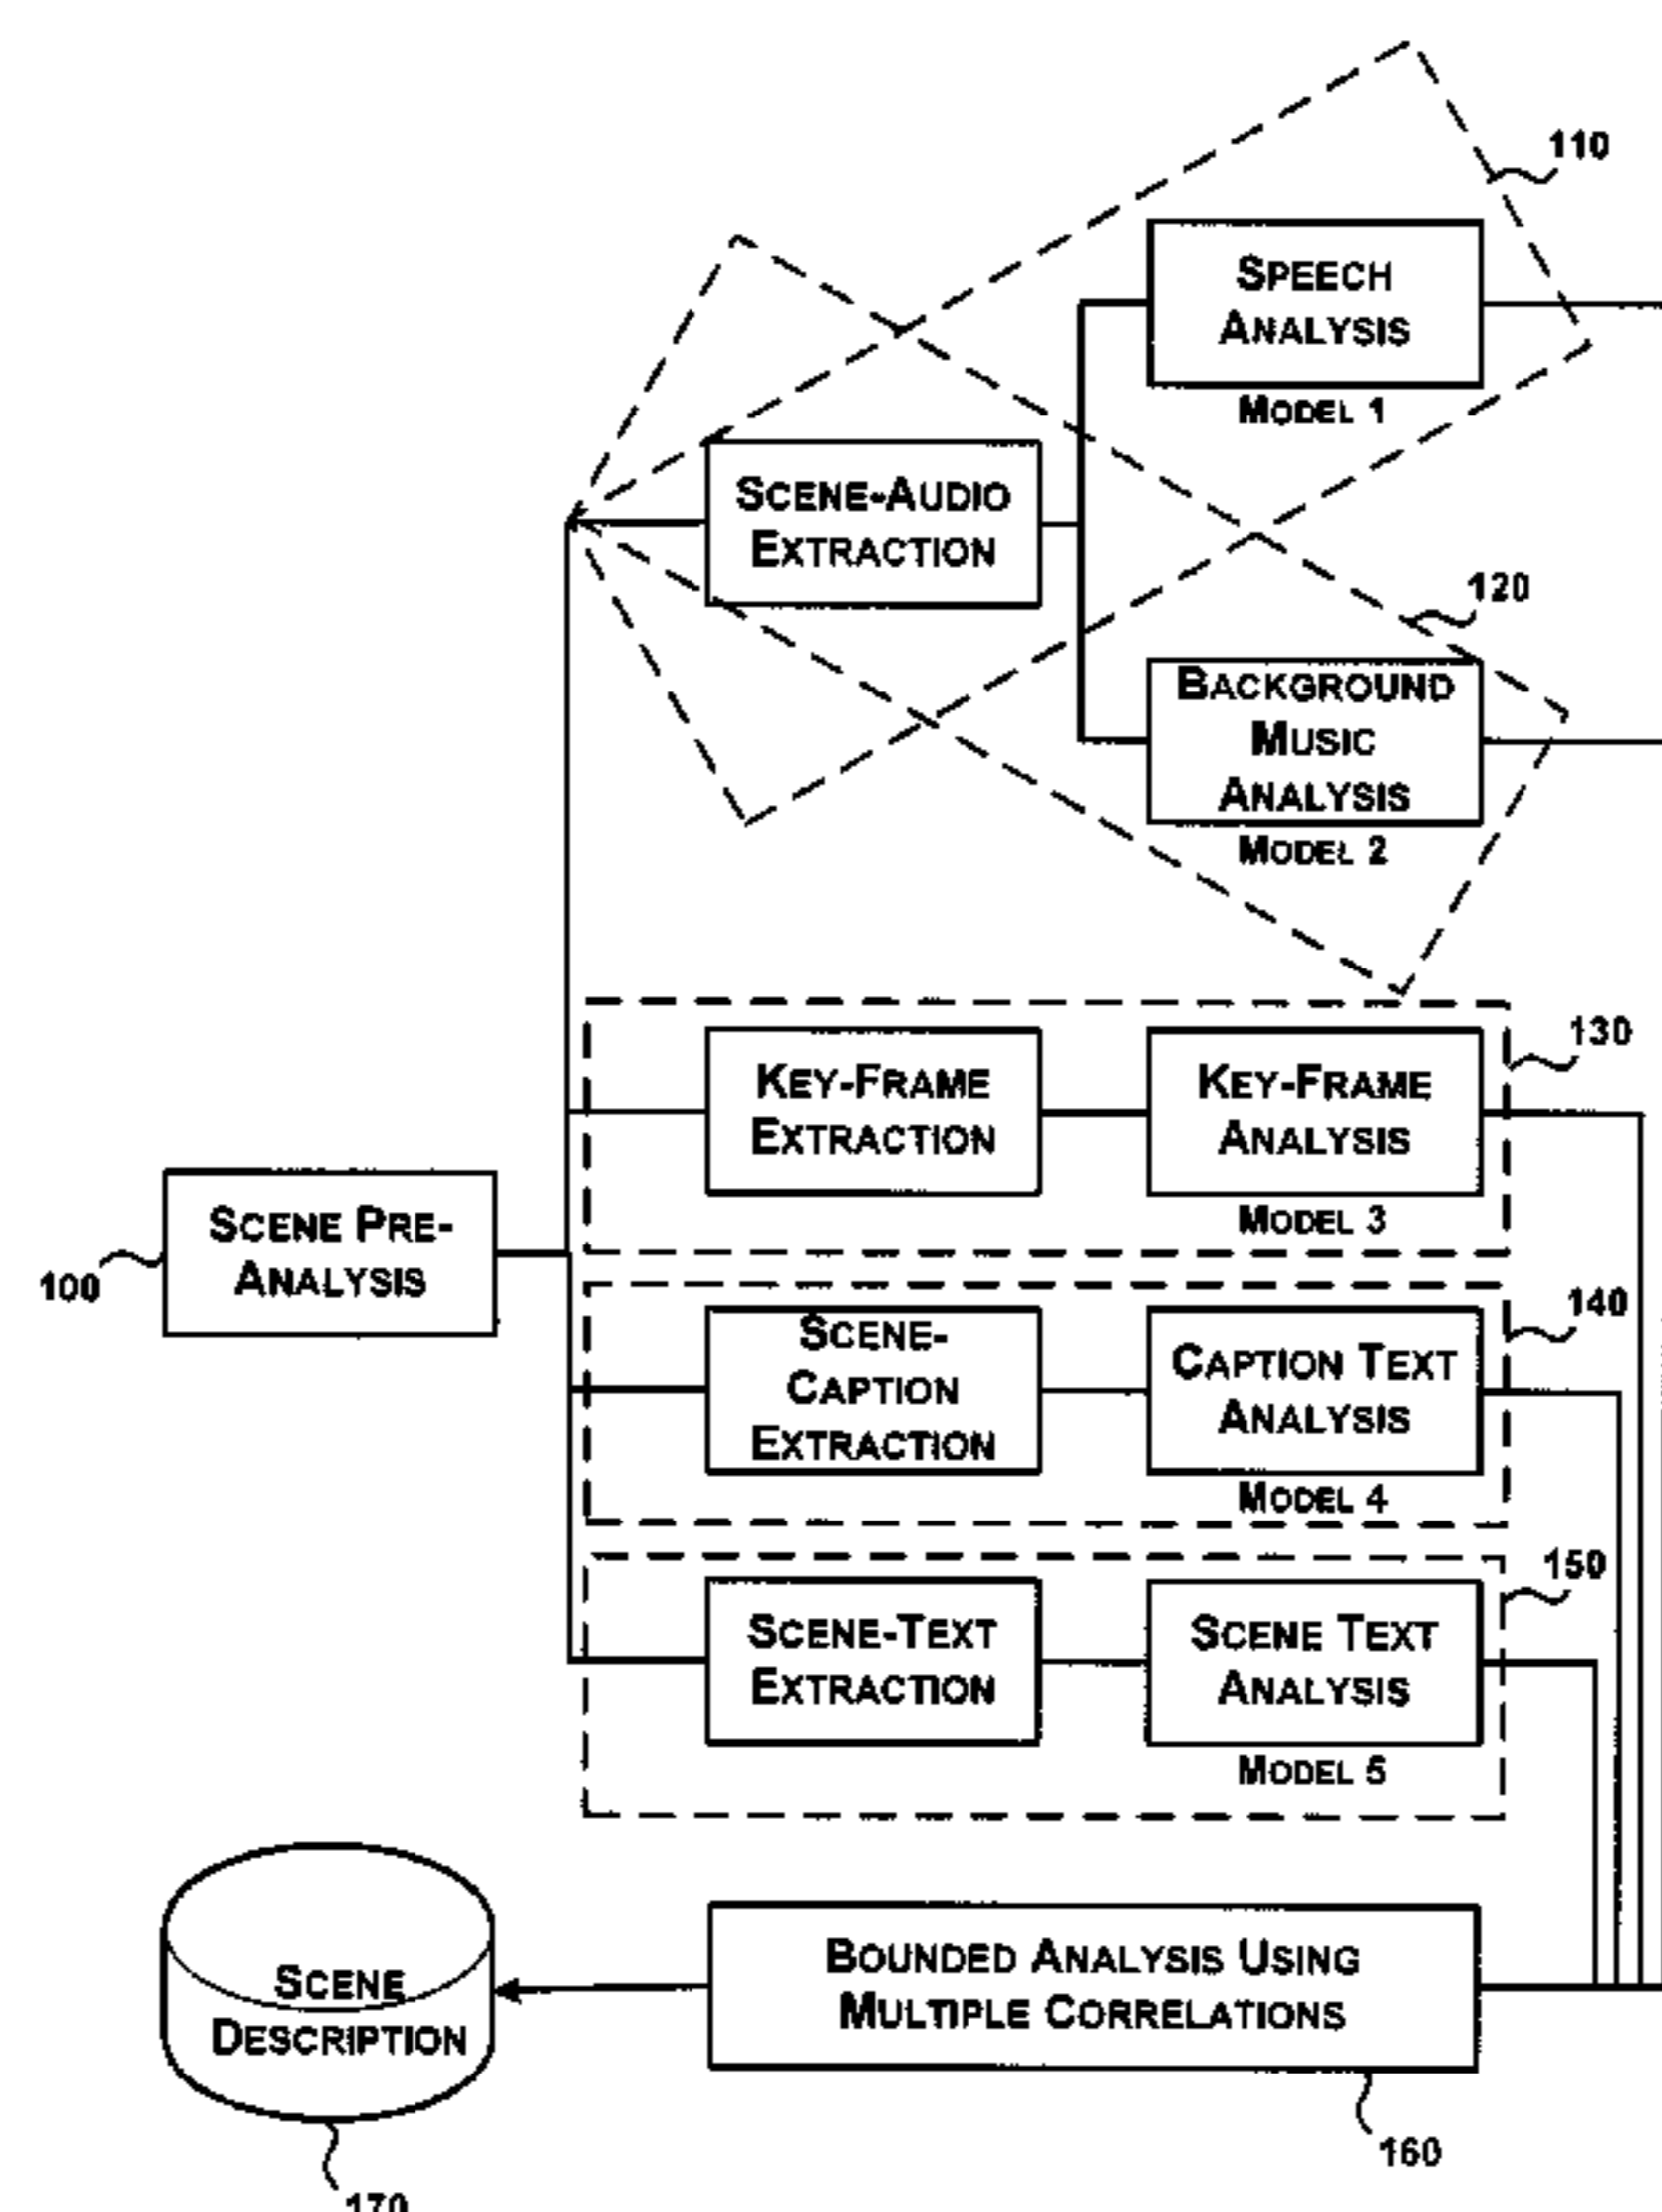 110
SPEECH
ANALYSIS
MODEL 1
SCENE-AUDIO
EXTRACTION
120
BACKGROUND
MUSIC
ANALYSIS
MODEL 2
130
KEY-FRAME
EXTRACTION
KEY-FRAME
ANALYSIS
MODEL 3
SCENE PRE-
ANALYSIS
100
140
SCENE-
CAPTION
EXTRACTION
CAPTION TEXT
ANALYSIS
MODEL 4
150
SCENE-TEXT
EXTRACTION
SCENE TEXT
ANALYSIS
MODEL 5
SCENE
DESCRIPTION
BOUNDED ANALYSIS USING
MULTIPLE CORRELATIONS
160
170